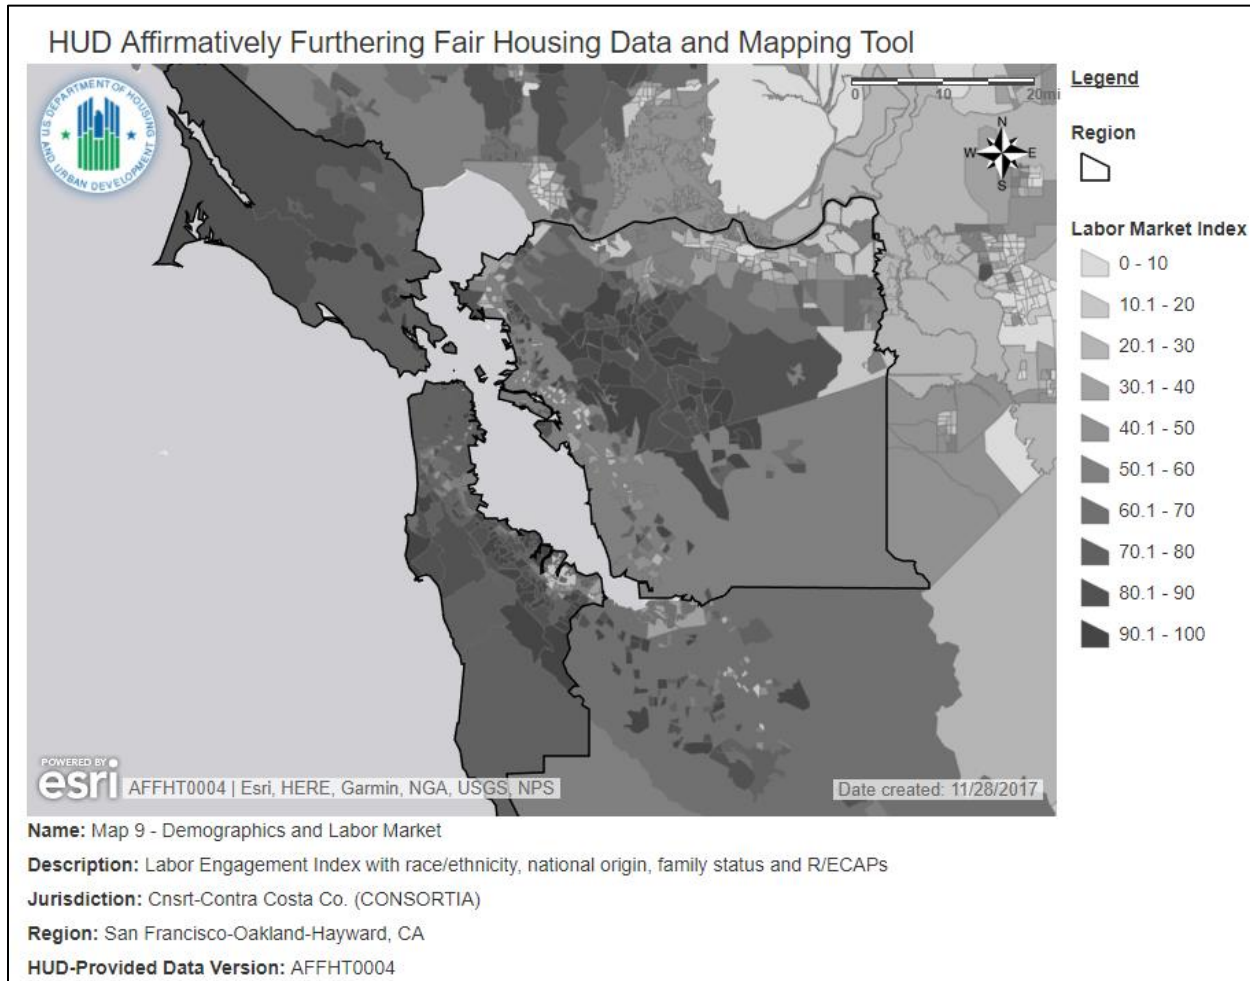 HUD Affirmatively Furthering Fair Housing Data and Mapping Tool
US DEPARTMENT OF HOUSING AND URBAN DEVELOPMENT
0 10 20mi
N
W E
S
Legend
Region
Labor Market Index
0 - 10
10.1 - 20
20.1 - 30
30.1 - 40
40.1 - 50
50.1 - 60
60.1 - 70
70.1 - 80
80.1 - 90
90.1 - 100
POWERED BY
esri
AFFHT0004 | Esri, HERE, Garmin, NGA, USGS, NPS
Date created: 11/28/2017
Name: Map 9 - Demographics and Labor Market
Description: Labor Engagement Index with race/ethnicity, national origin, family status and R/ECAPs
Jurisdiction: Cnsrt-Contra Costa Co. (CONSORTIA)
Region: San Francisco-Oakland-Hayward, CA
HUD-Provided Data Version: AFFHT0004